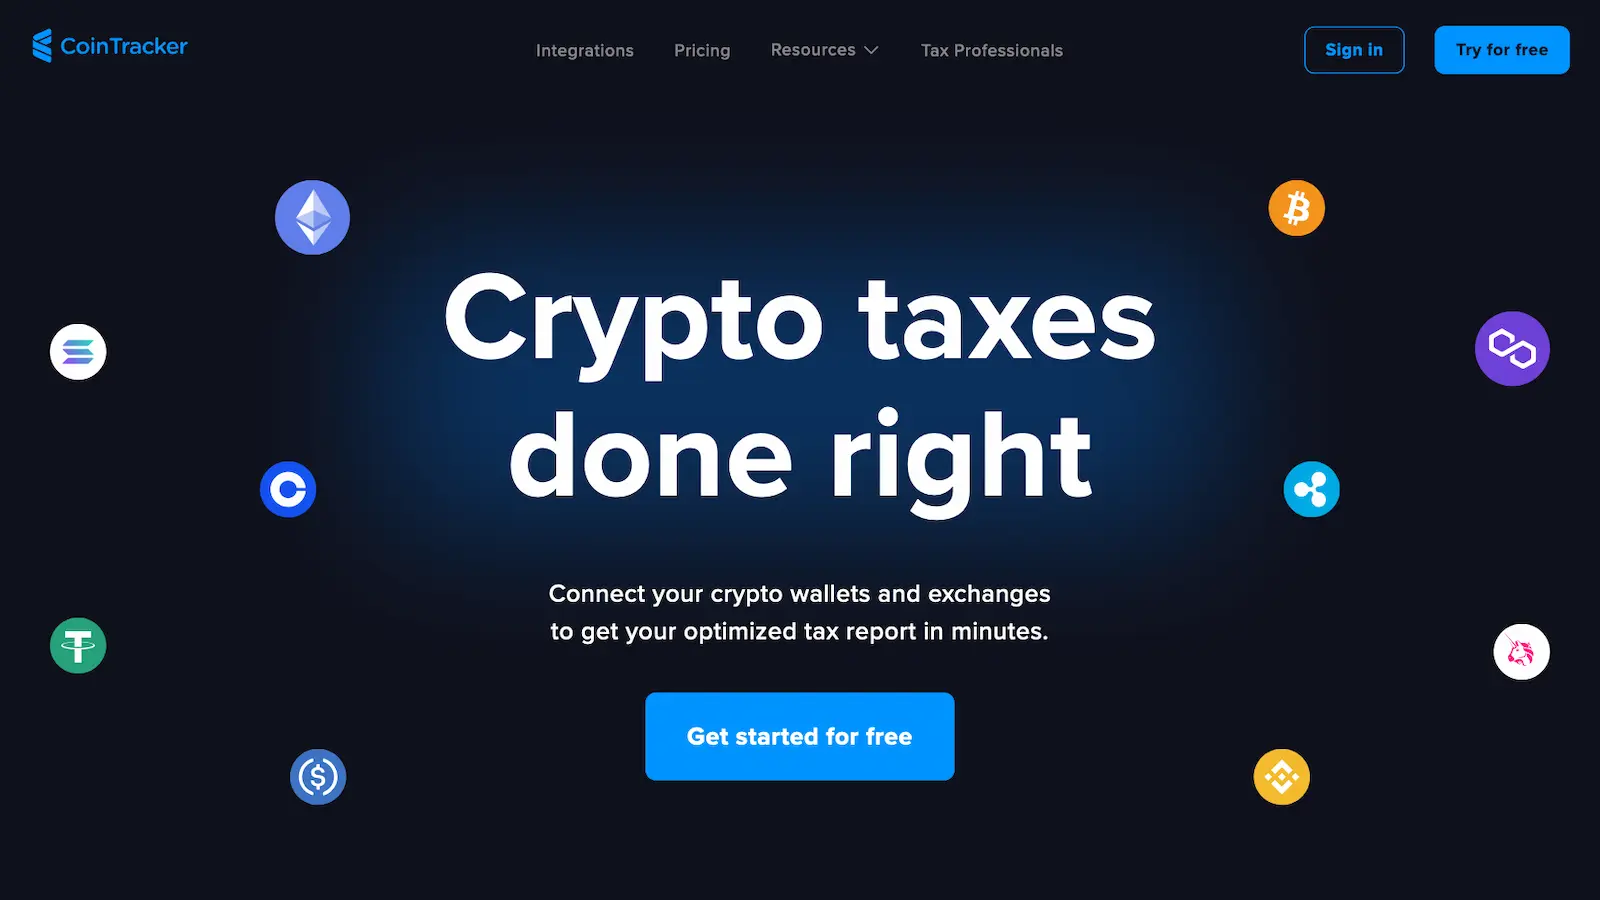 CoinTracker
Integrations
Pricing
Resources
Tax Professionals
Sign in
Try for free
Crypto taxes
done right
Connect your crypto wallets and exchanges
to get your optimized tax report in minutes.
Get started for free